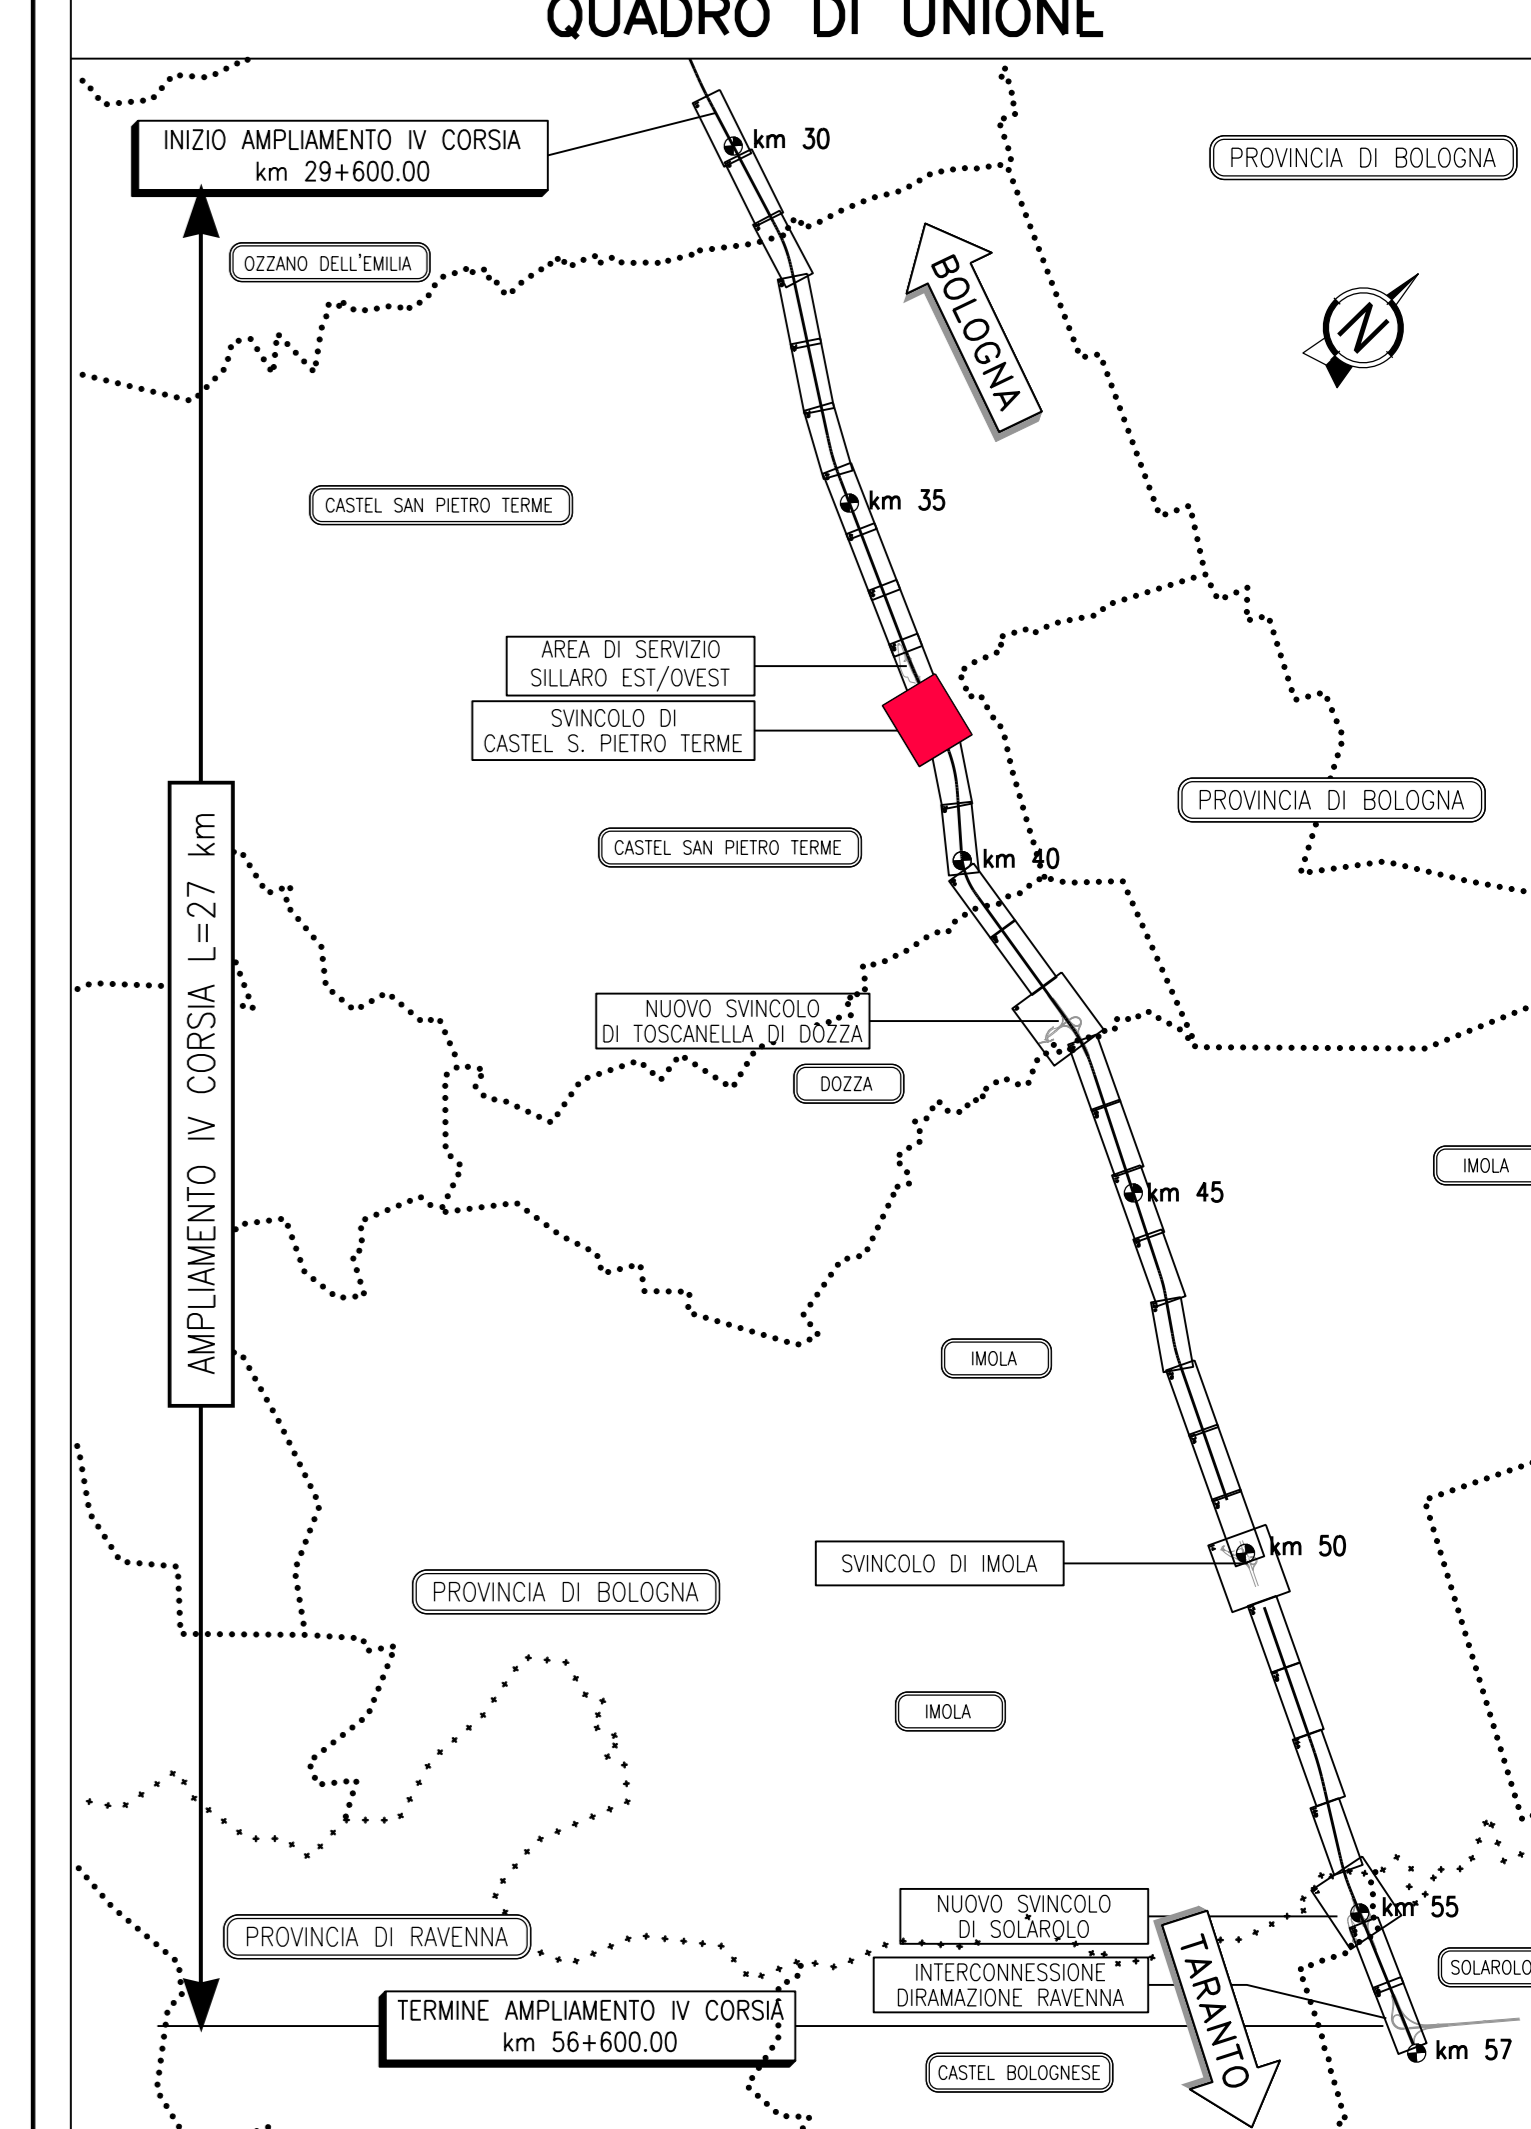 QUADRO DI UNIONE
INIZIO AMPLIAMENTO IV CORSIA
km 29+600.00
km 30
PROVINCIA DI BOLOGNA
OZZANO DELL'EMILIA
BOLOGNA
N
CASTEL SAN PIETRO TERME
km 35
AREA DI SERVIZIO
SILLARO EST/OVEST
SVINCOLO DI
CASTEL S. PIETRO TERME
PROVINCIA DI BOLOGNA
CASTEL SAN PIETRO TERME
km 40
AMPLIAMENTO IV CORSIA L=27 km
NUOVO SVINCOLO
DI TOSCANELLA DI DOZZA
DOZZA
IMOLA
km 45
IMOLA
km 50
SVINCOLO DI IMOLA
PROVINCIA DI BOLOGNA
IMOLA
NUOVO SVINCOLO
DI SOLAROLO
km 55
PROVINCIA DI RAVENNA
TARANTO
SOLAROLO
INTERCONNESSIONE
DIRAMAZIONE RAVENNA
TERMINE AMPLIAMENTO IV CORSIA
km 56+600.00
km 57
CASTEL BOLOGNESE